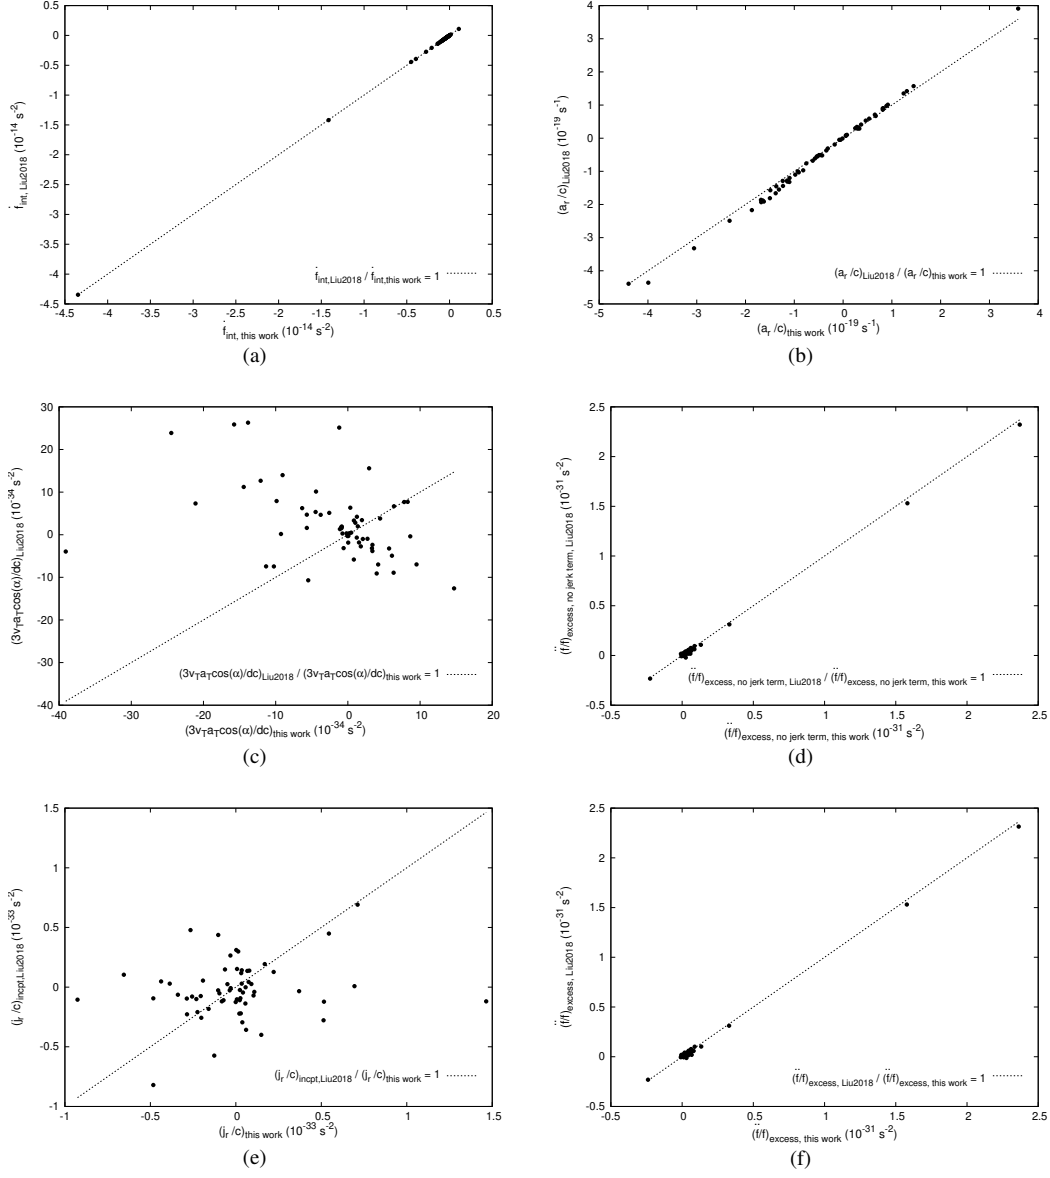 0.5
0
-0.5
-1
-1.5
-2
-2.5
-3
-3.5
-4
-4.5
ḟint, Liu2018 (10-14 s-2)
ḟint,Liu2018 / ḟint,this work = 1
-4.5 -4 -3.5 -3 -2.5 -2 -1.5 -1 -0.5 0 0.5
ḟint, this work (10-14 s-2)
(a)
4
3
2
1
0
-1
-2
-3
-4
-5
(ar /c)Liu2018 (10-19 s-1)
(ar /c)Liu2018 / (ar /c)this work = 1
-5 -4 -3 -2 -1 0 1 2 3 4
(ar /c)this work (10-19 s-1)
(b)
30
20
10
0
-10
-20
-30
-40
(3vTaTcos(α)/dc)Liu2018 (10-34 s-2)
(3vTaTcos(α)/dc)Liu2018 / (3vTaTcos(α)/dc)this work = 1
-40 -30 -20 -10 0 10 20
(3vTaTcos(α)/dc)this work (10-34 s-2)
(c)
2.5
2
1.5
1
0.5
0
-0.5
(f̈/f)excess, no jerk term, Liu2018 (10-31 s-2)
(f̈/f)excess, no jerk term, Liu2018 / (f̈/f)excess, no jerk term, this work = 1
-0.5 0 0.5 1 1.5 2 2.5
(f̈/f)excess, no jerk term, this work (10-31 s-2)
(d)
1.5
1
0.5
0
-0.5
-1
(jr /c)incpt,Liu2018 (10-33 s-2)
(jr /c)incpt,Liu2018 / (jr /c)this work = 1
-1 -0.5 0 0.5 1 1.5
(jr /c)this work (10-33 s-2)
(e)
2.5
2
1.5
1
0.5
0
-0.5
(f̈/f)excess, Liu2018 (10-31 s-2)
(f̈/f)excess, Liu2018 / (f̈/f)excess, this work = 1
-0.5 0 0.5 1 1.5 2 2.5
(f̈/f)excess, this work (10-31 s-2)
(f)